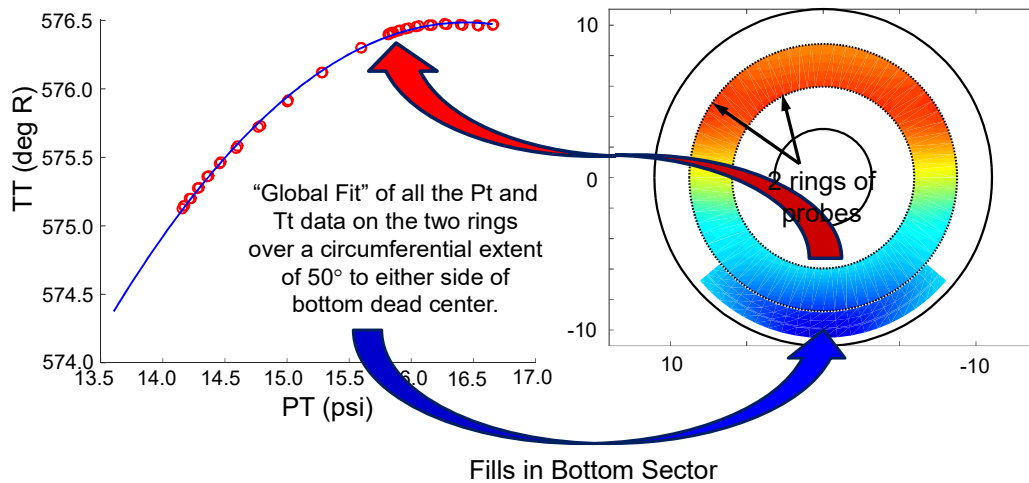 576.5
576.0
575.5
575.0
574.5
574.0
TT (deg R)
13.5 14.0 14.5 15.0 15.5 16.0 16.5 17.0
PT (psi)
“Global Fit” of all the Pt and
Tt data on the two rings
over a circumferential extent
of 50° to either side of
bottom dead center.
10
0
-10
10 -10
2 rings of
probes
Fills in Bottom Sector